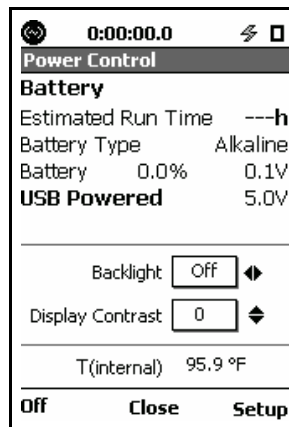 0:00:00.0
Power Control
Battery
Estimated Run Time ---h
Battery Type Alkaline
Battery 0.0% 0.1V
USB Powered 5.0V
Backlight Off
Display Contrast 0
T(internal) 95.9 °F
Off Close Setup